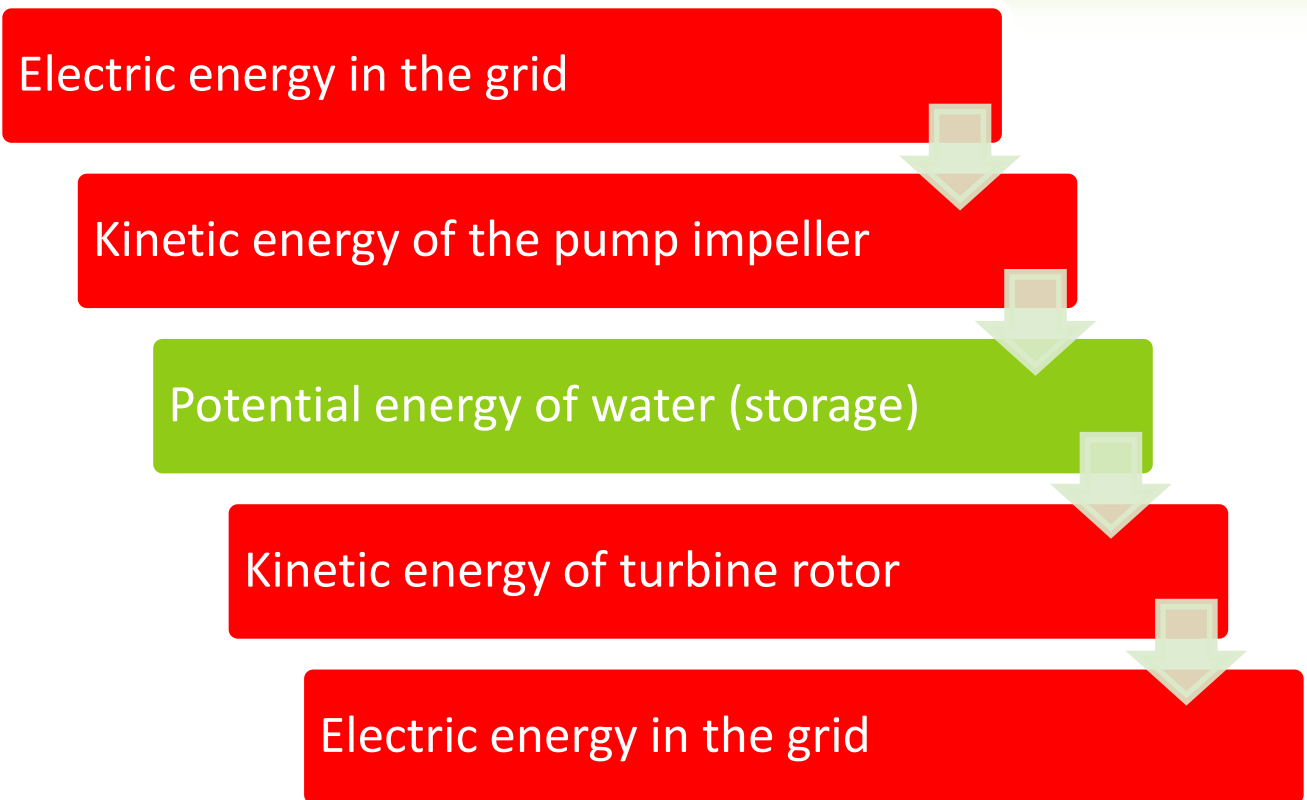 Electric energy in the grid
Kinetic energy of the pump impeller
Potential energy of water (storage)
Kinetic energy of turbine rotor
Electric energy in the grid